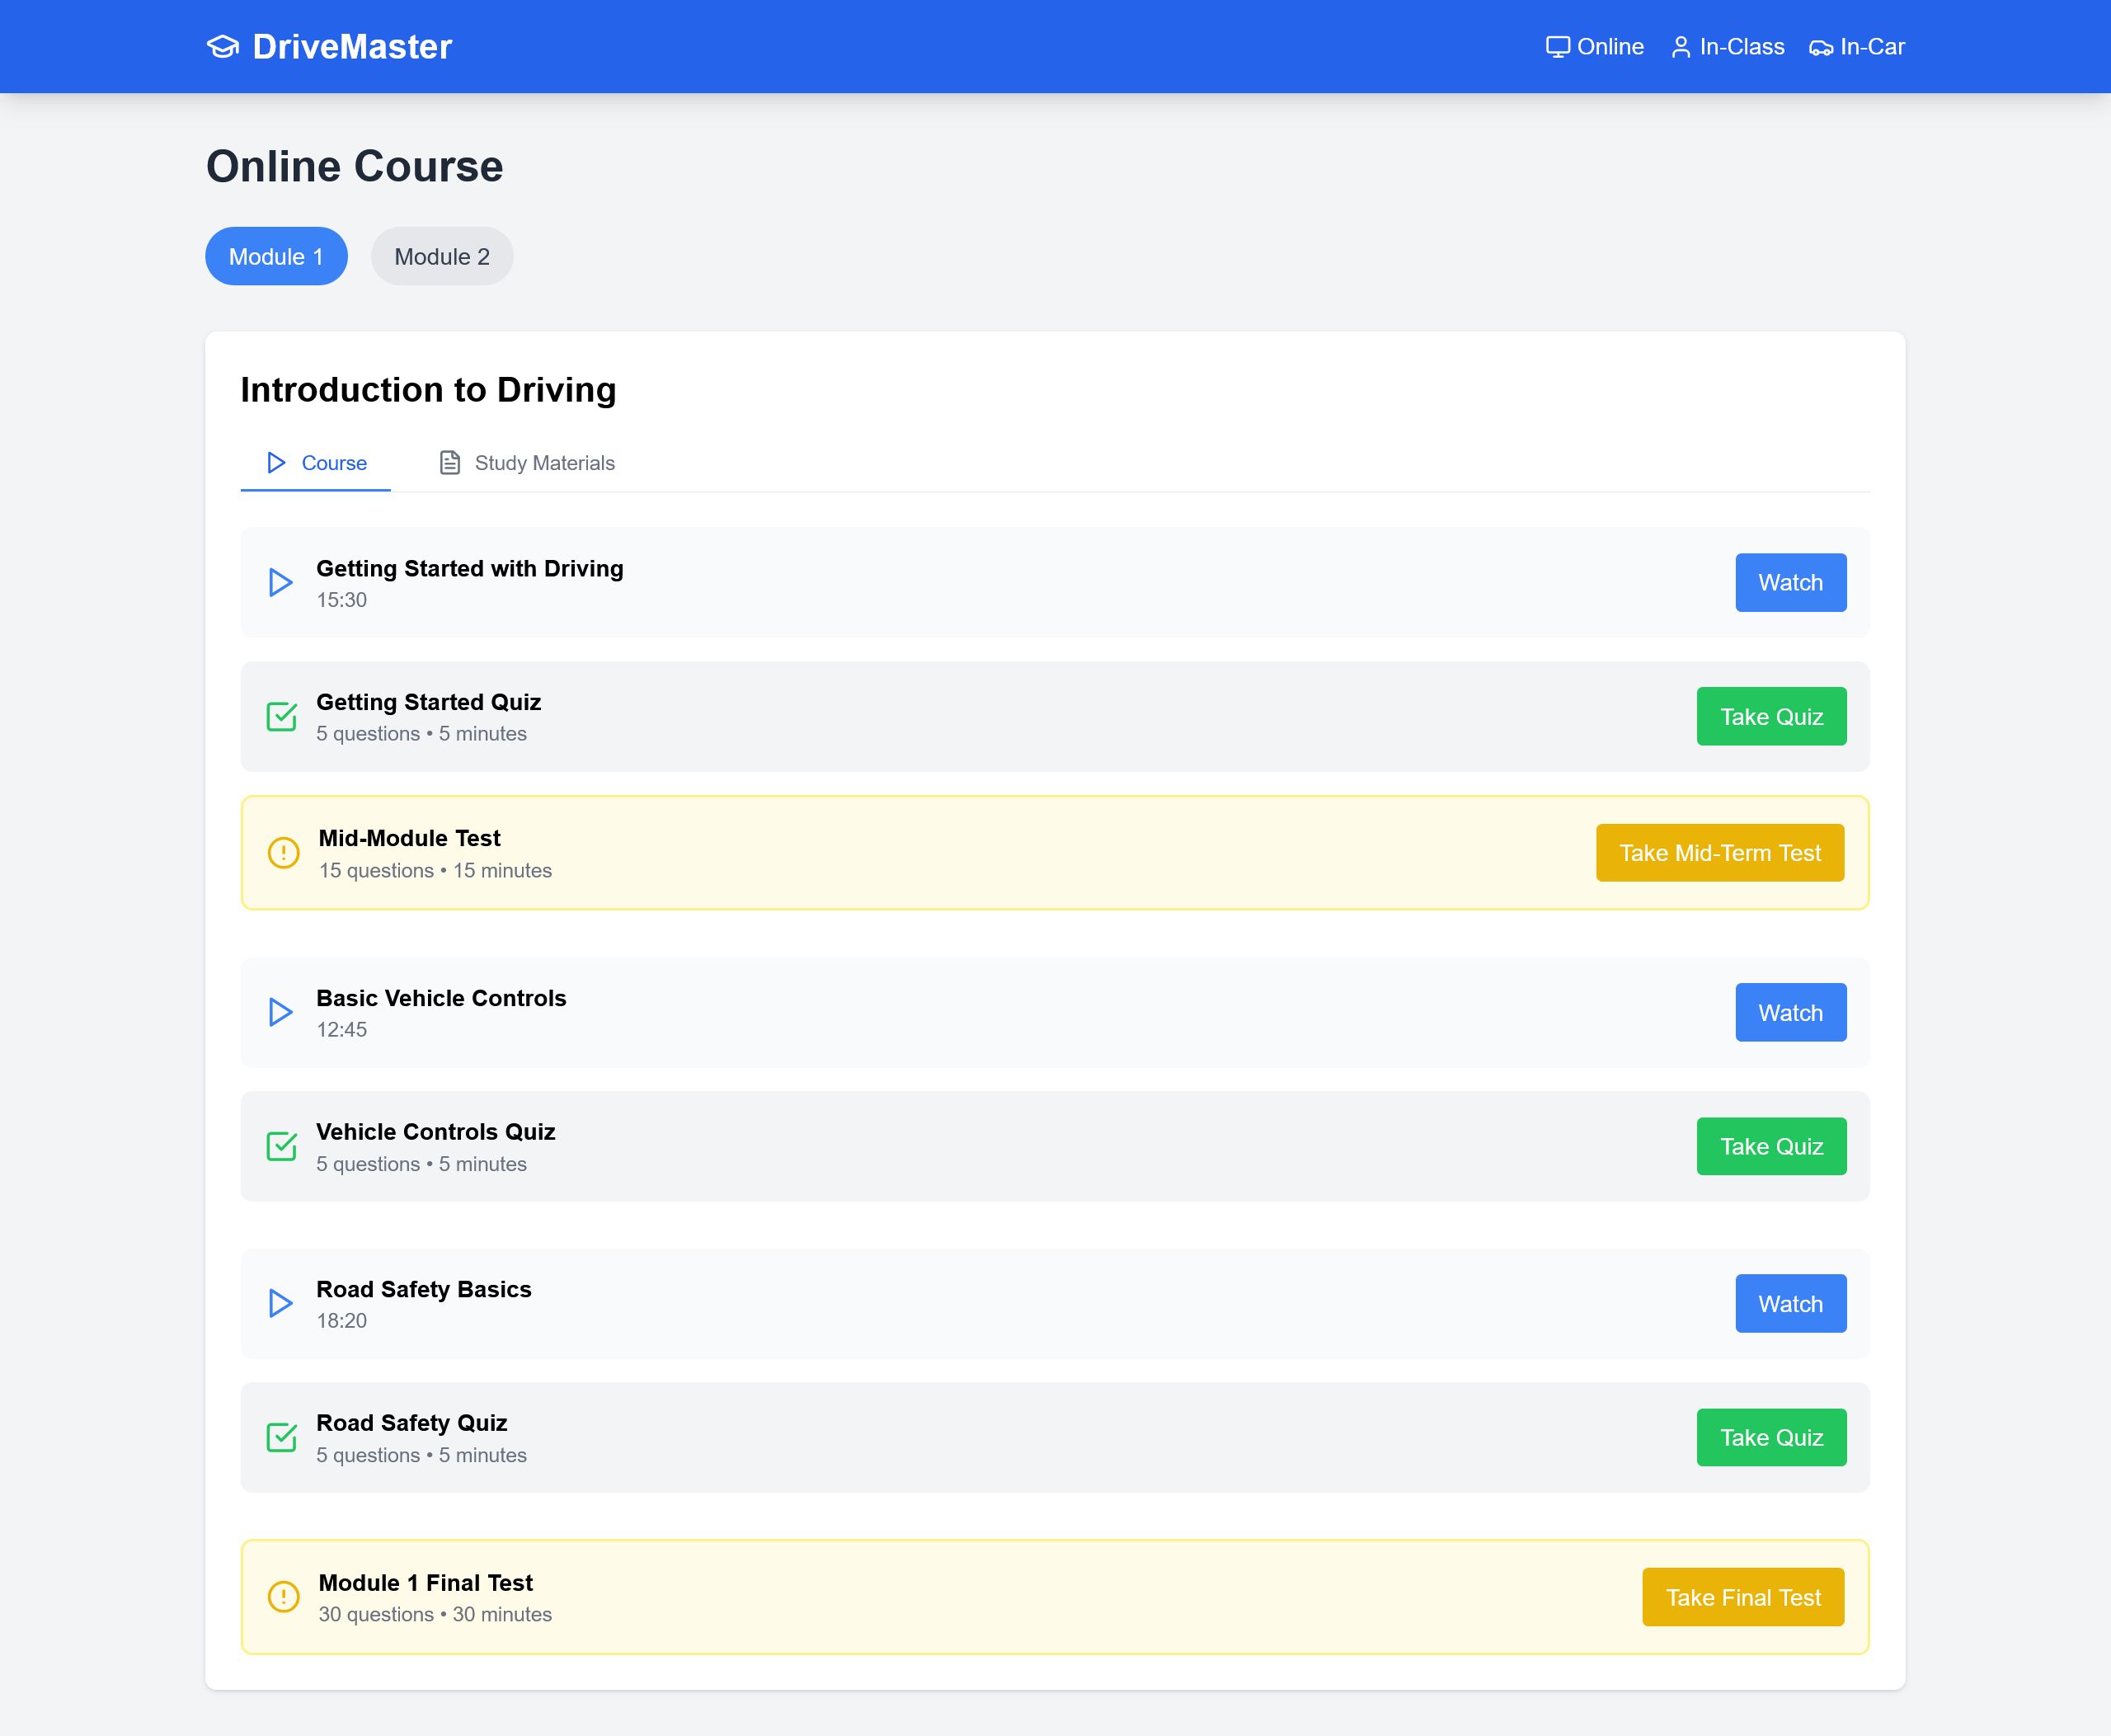 DriveMaster
Online
In-Class
In-Car
Online Course
Module 1
Module 2
Introduction to Driving
Course
Study Materials
Getting Started with Driving
15:30
Watch
Getting Started Quiz
5 questions • 5 minutes
Take Quiz
Mid-Module Test
15 questions • 15 minutes
Take Mid-Term Test
Basic Vehicle Controls
12:45
Watch
Vehicle Controls Quiz
5 questions • 5 minutes
Take Quiz
Road Safety Basics
18:20
Watch
Road Safety Quiz
5 questions • 5 minutes
Take Quiz
Module 1 Final Test
30 questions • 30 minutes
Take Final Test